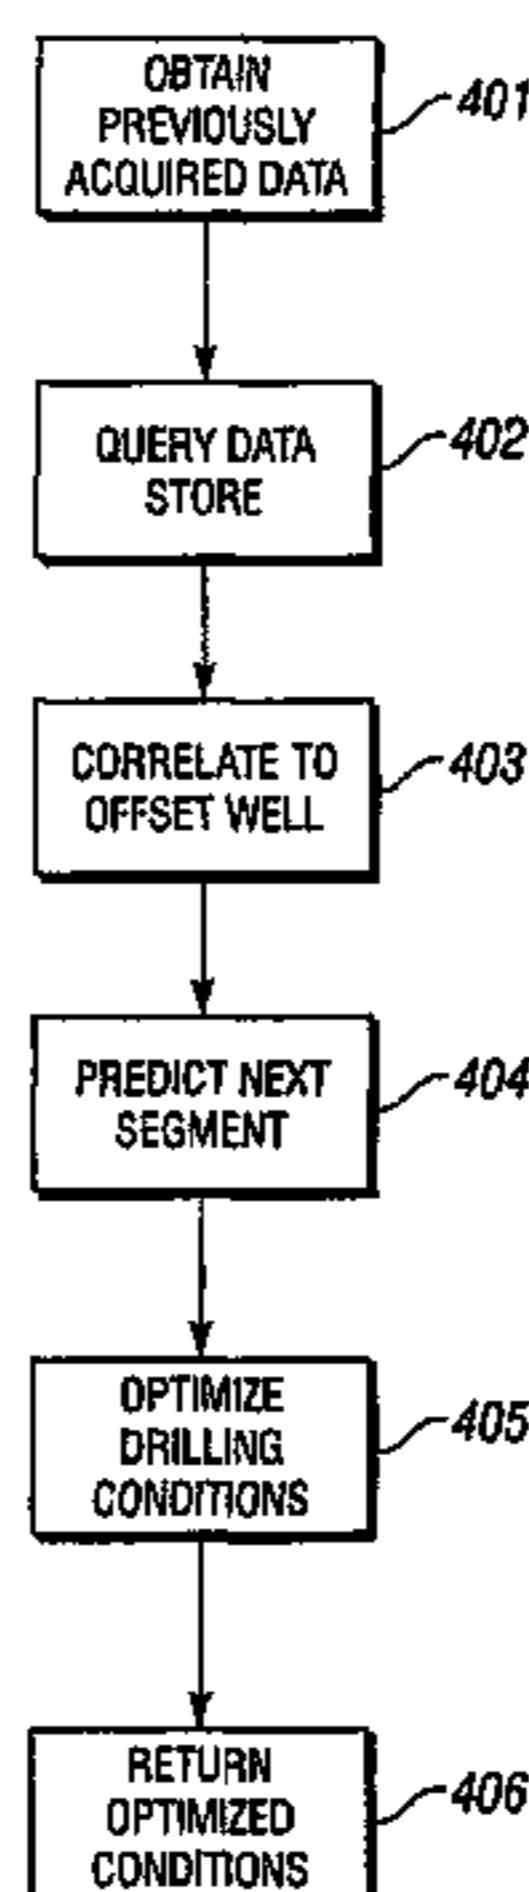 OBTAIN
PREVIOUSLY
ACQUIRED DATA
401
QUERY DATA
STORE
402
CORRELATE TO
OFFSET WELL
403
PREDICT NEXT
SEGMENT
404
OPTIMIZE
DRILLING
CONDITIONS
405
RETURN
OPTIMIZED
CONDITIONS
406